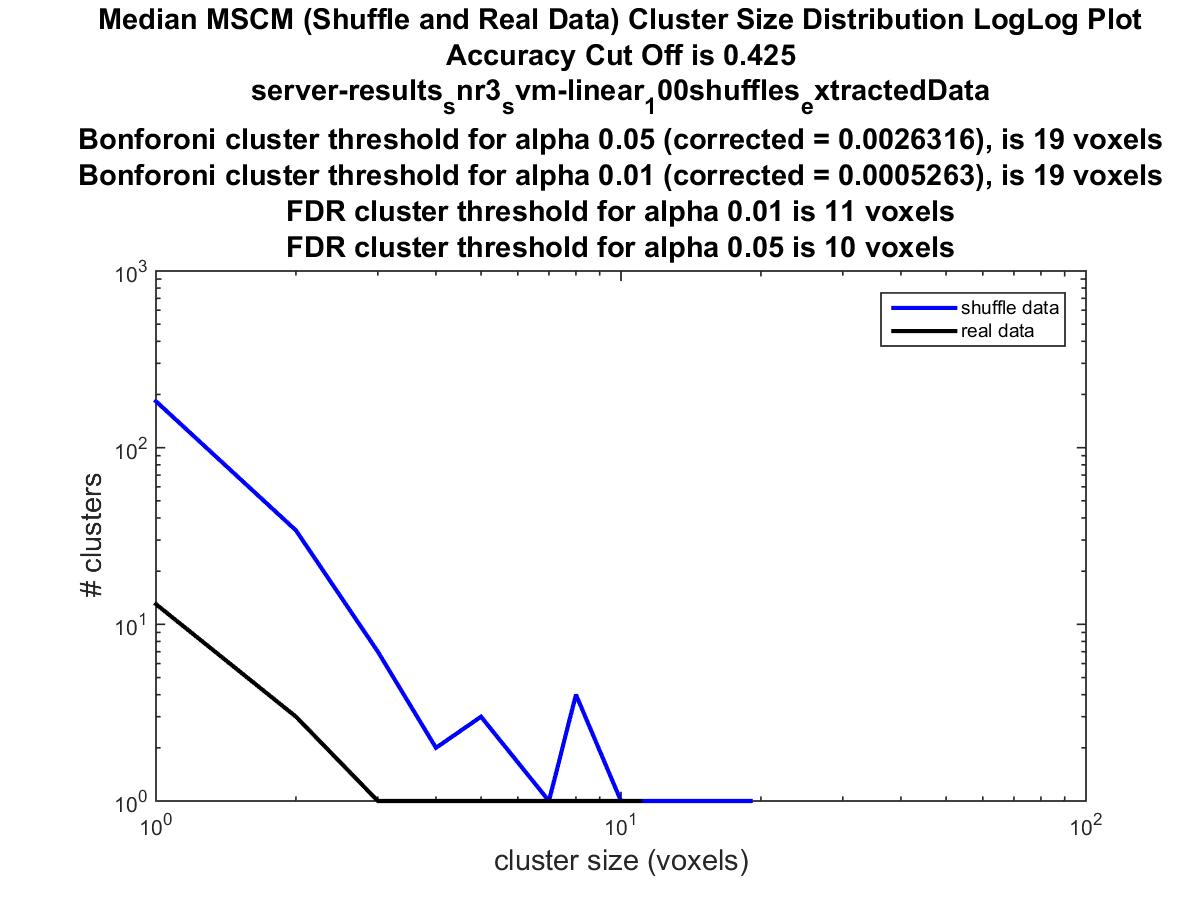 Median MSCM (Shuffle and Real Data) Cluster Size Distribution LogLog Plot
Accuracy Cut Off is 0.425
server-results_snr3_svm-linear_100shuffles_extractedData
Bonforoni cluster threshold for alpha 0.05 (corrected = 0.0026316), is 19 voxels
Bonforoni cluster threshold for alpha 0.01 (corrected = 0.0005263), is 19 voxels
FDR cluster threshold for alpha 0.01 is 11 voxels
FDR cluster threshold for alpha 0.05 is 10 voxels
shuffle data
real data
10^3
10^2
10^1
10^0
# clusters
10^0 10^1 10^2
cluster size (voxels)